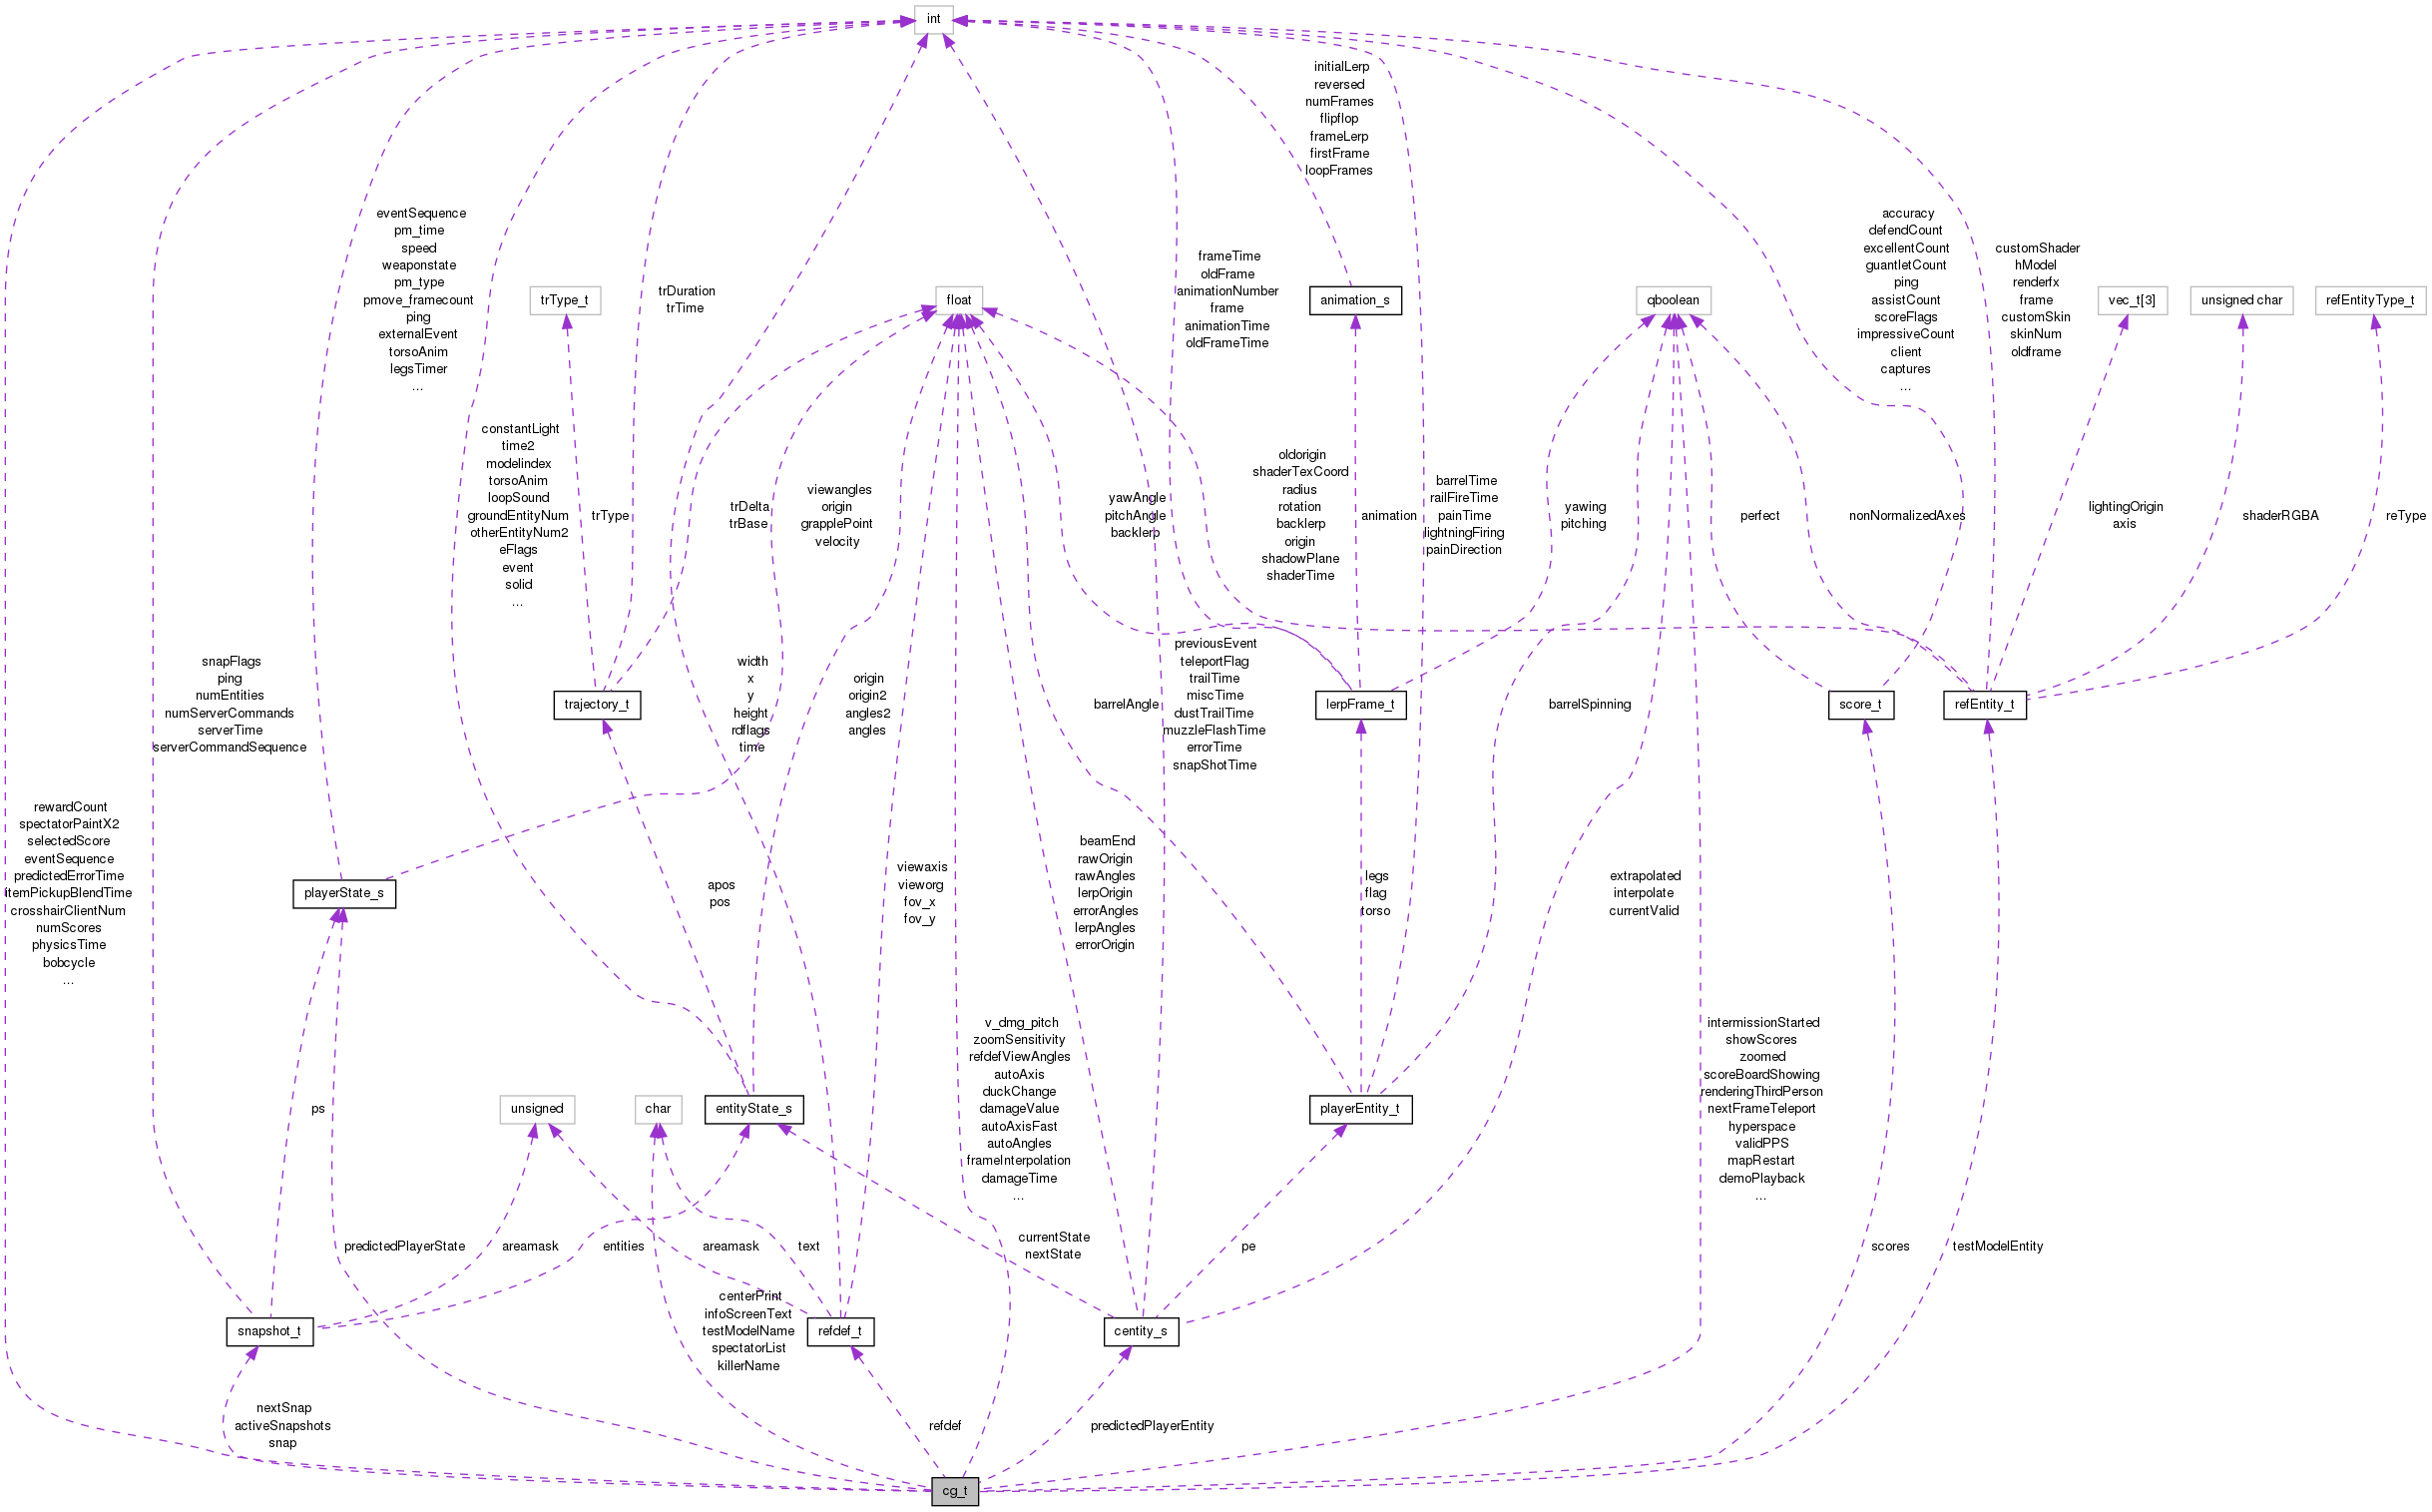 int
initialLerp
reversed
numFrames
flipflop
frameLerp
firstFrame
loopFrames
eventSequence
pm_time
speed
weaponstate
pm_type
pmove_framecount
ping
externalEvent
torsoAnim
legsTimer
...
trDuration
trTime
frameTime
oldFrame
animationNumber
frame
animationTime
oldFrameTime
accuracy
defendCount
excellentCount
guantletCount
ping
assistCount
scoreFlags
impressiveCount
client
captures
...
customShader
hModel
renderfx
frame
customSkin
skinNum
oldframe
trType_t
float
animation_s
qboolean
vec_t[3]
unsigned char
refEntityType_t
constantLight
time2
modelindex
torsoAnim
loopSound
groundEntityNum
otherEntityNum2
eFlags
event
solid
...
trType
trDelta
trBase
viewangles
origin
grapplePoint
velocity
yawAngle
pitchAngle
backlerp
oldorigin
shaderTexCoord
radius
rotation
backlerp
origin
shadowPlane
shaderTime
animation
barrelTime
railFireTime
painTime
lightningFiring
painDirection
yawing
pitching
perfect
nonNormalizedAxes
lightingOrigin
axis
shaderRGBA
reType
snapFlags
ping
numEntities
numServerCommands
serverTime
serverCommandSequence
trajectory_t
width
x
y
height
rdflags
time
origin
origin2
angles2
angles
barrelAngle
previousEvent
teleportFlag
trailTime
miscTime
dustTrailTime
muzzleFlashTime
errorTime
snapShotTime
lerpFrame_t
barrelSpinning
score_t
refEntity_t
rewardCount
spectatorPaintX2
selectedScore
eventSequence
predictedErrorTime
itemPickupBlendTime
crosshairClientNum
numScores
physicsTime
bobcycle
...
playerState_s
apos
pos
viewaxis
vieworg
fov_x
fov_y
beamEnd
rawOrigin
rawAngles
lerpOrigin
errorAngles
lerpAngles
errorOrigin
legs
flag
torso
extrapolated
interpolate
currentValid
ps
unsigned
char
entityState_s
v_dmg_pitch
zoomSensitivity
refdefViewAngles
autoAxis
duckChange
damageValue
autoAxisFast
autoAngles
frameInterpolation
damageTime
...
playerEntity_t
intermissionStarted
showScores
zoomed
scoreBoardShowing
renderingThirdPerson
nextFrameTeleport
hyperspace
validPPS
mapRestart
demoPlayback
...
predictedPlayerState
areamask
entities
areamask
text
currentState
nextState
pe
scores
testModelEntity
snapshot_t
centerPrint
infoScreenText
testModelName
spectatorList
killerName
refdef_t
centity_s
nextSnap
activeSnapshots
snap
refdef
predictedPlayerEntity
cg_t